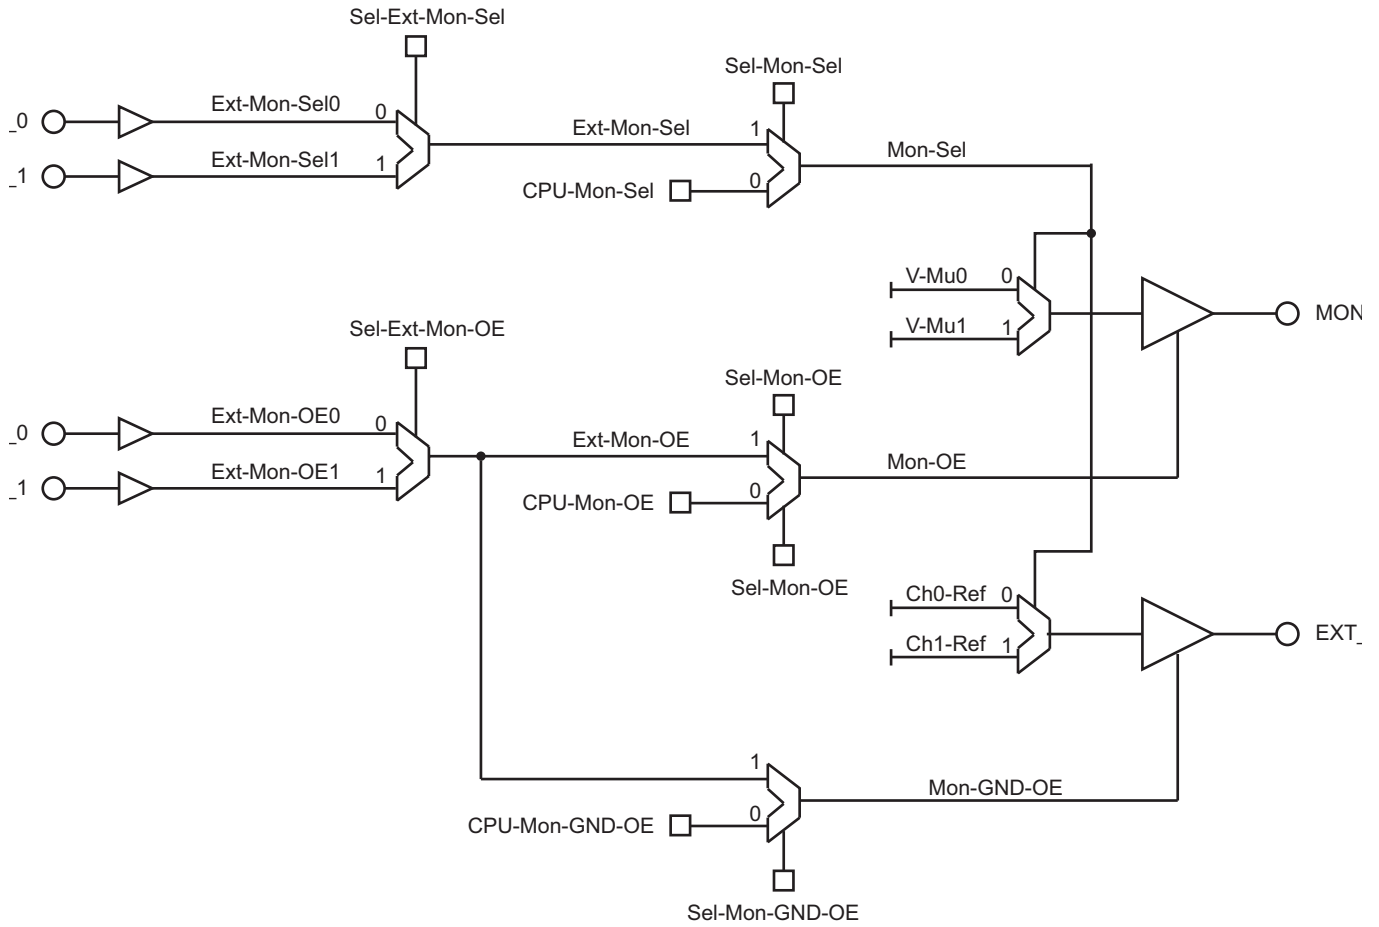 Sel-Ext-Mon-Sel
Sel-Mon-Sel
_0
Ext-Mon-Sel0
0
Ext-Mon-Sel
1
Mon-Sel
_1
Ext-Mon-Sel1
1
CPU-Mon-Sel
0
V-Mu0
0
V-Mu1
1
MON
Sel-Ext-Mon-OE
Sel-Mon-OE
_0
Ext-Mon-OE0
0
Ext-Mon-OE
1
Mon-OE
_1
Ext-Mon-OE1
1
CPU-Mon-OE
0
Sel-Mon-OE
Ch0-Ref
0
Ch1-Ref
1
EXT_
1
Mon-GND-OE
CPU-Mon-GND-OE
0
Sel-Mon-GND-OE